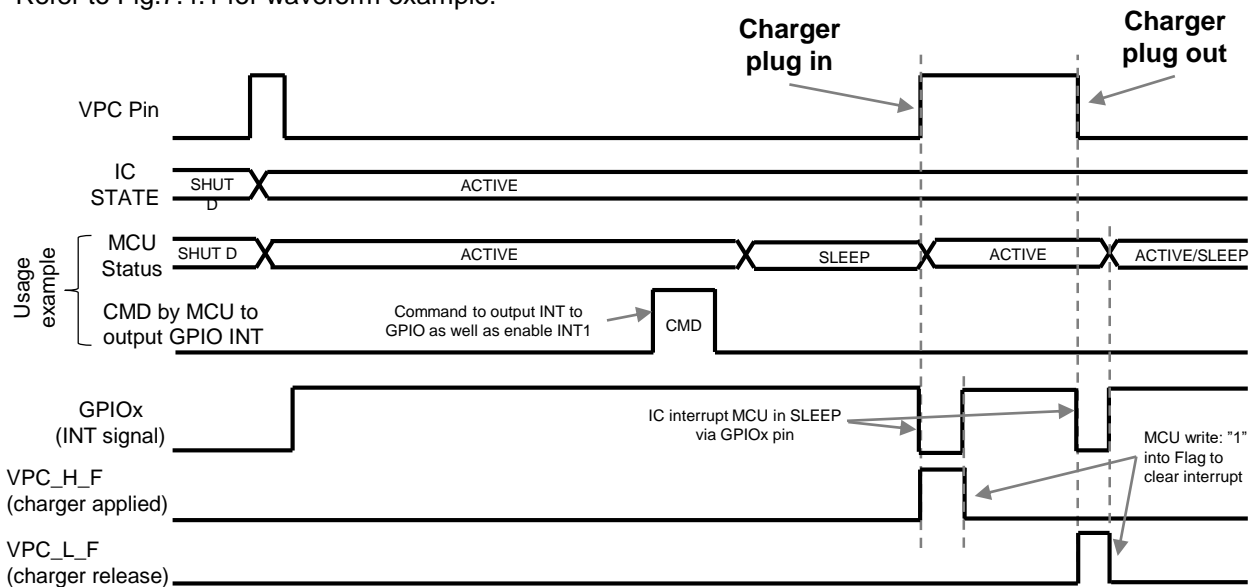 Refer to Fig.7.4.1 for waveform example.
Charger
plug in
Charger
plug out
VPC Pin
IC
STATE
SHUT
D
ACTIVE
Usage
example
MCU
Status
SHUT D
ACTIVE
SLEEP
ACTIVE
ACTIVE/SLEEP
CMD by MCU to
output GPIO INT
Command to output INT to
GPIO as well as enable INT1
CMD
GPIOx
(INT signal)
IC interrupt MCU in SLEEP
via GPIOx pin
MCU write: "1"
into Flag to
clear interrupt
VPC_H_F
(charger applied)
VPC_L_F
(charger release)